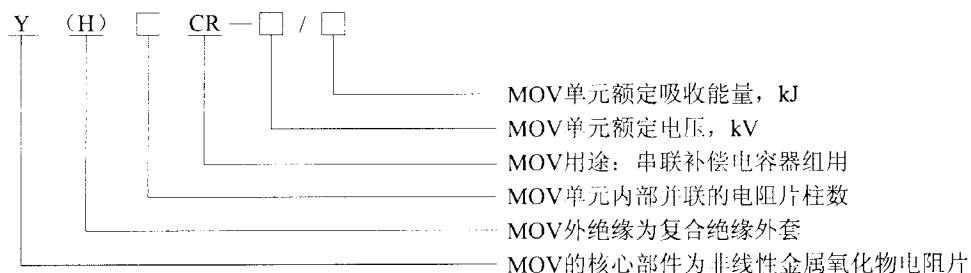 Y (H) □ CR—□/□
MOV单元额定吸收能量，kJ
MOV单元额定电压，kV
MOV用途：串联补偿电容器组用
MOV单元内部并联的电阻片柱数
MOV外绝缘为复合绝缘外套
MOV的核心部件为非线性金属氧化物电阻片